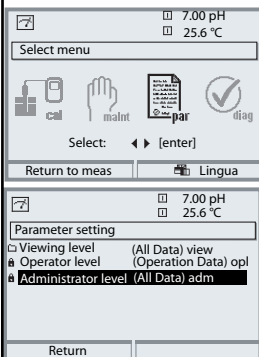 7.00 pH
25.6 °C
Select menu
cal maint par diag
Select: [enter]
Return to meas Lingua
7.00 pH
25.6 °C
Parameter setting
Viewing level (All Data) view
Operator level (Operation Data) opl
Administrator level (All Data) adm
Return